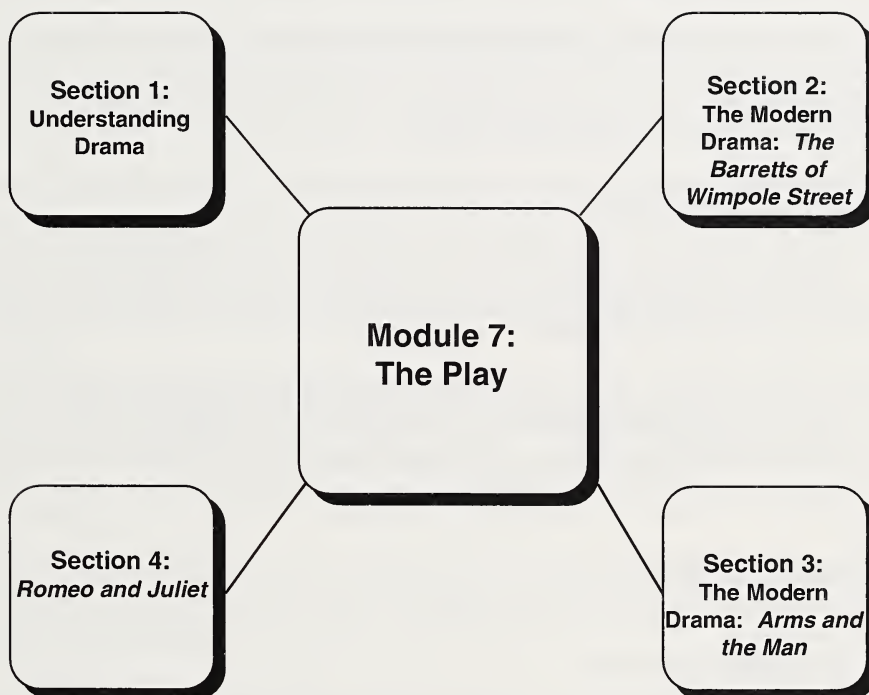 Section 1:
Understanding
Drama
Section 2:
The Modern
Drama: The
Barretts of
Wimpole Street
Module 7:
The Play
Section 4:
Romeo and Juliet
Section 3:
The Modern
Drama: Arms and
the Man